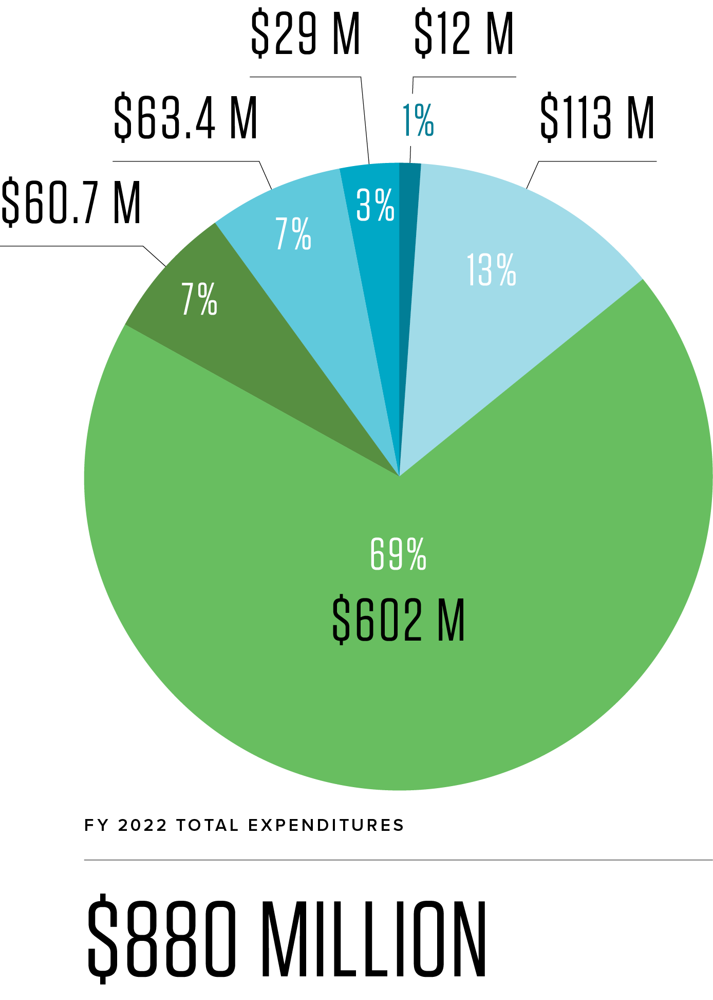 $29 M
$12 M
$63.4 M
1%
$113 M
$60.7 M
3%
7%
13%
7%
69%
$602 M
FY 2022 TOTAL EXPENDITURES
$880 MILLION